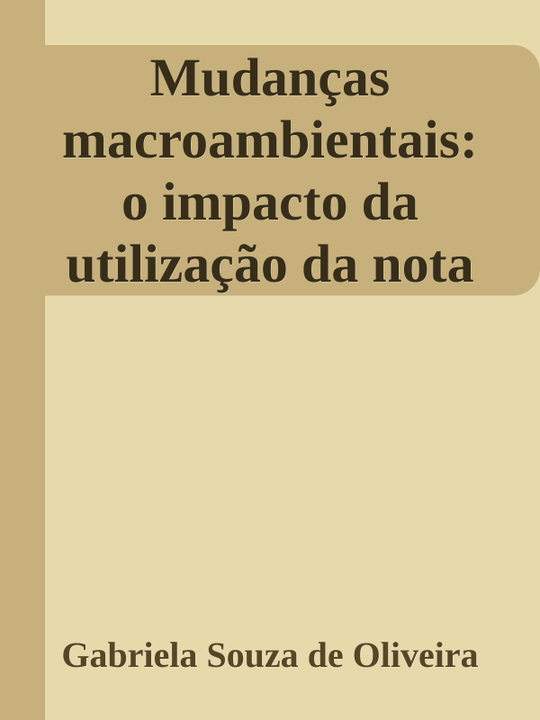 Mudanças
macroambientais:
o impacto da
utilização da nota
Gabriela Souza de Oliveira